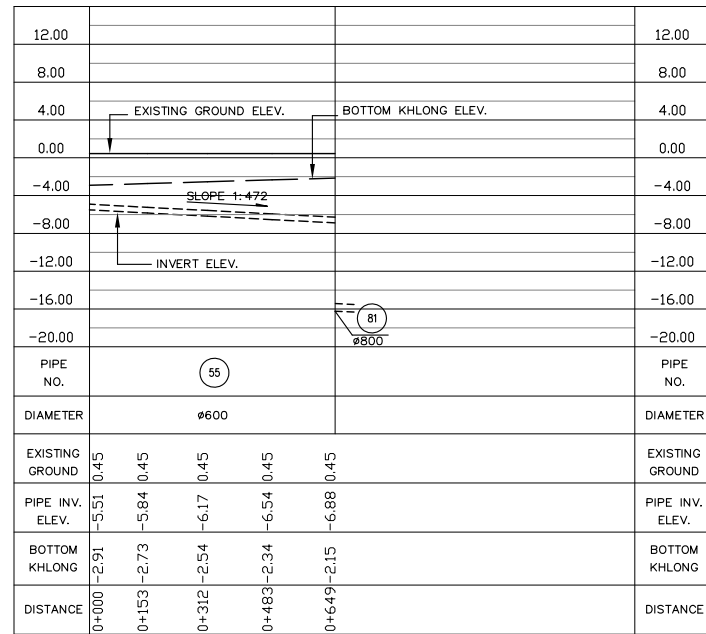 12.00 12.00
8.00 8.00
4.00 EXISTING GROUND ELEV. BOTTOM KHLONG ELEV. 4.00
0.00 0.00
-4.00 -4.00
SLOPE 1:472
-8.00 -8.00
-12.00 INVERT ELEV. -12.00
-16.00 -16.00
81
-20.00 ø800 -20.00
PIPE NO. 55 PIPE NO.
DIAMETER ø600 DIAMETER
EXISTING GROUND 0.45 0.45 0.45 0.45 0.45 EXISTING GROUND
PIPE INV. ELEV. -5.51 -5.84 -6.17 -6.54 -6.88 PIPE INV. ELEV.
BOTTOM KHLONG -2.91 -2.73 -2.54 -2.34 -2.15 BOTTOM KHLONG
DISTANCE 0+000 0+153 0+312 0+483 0+649 DISTANCE